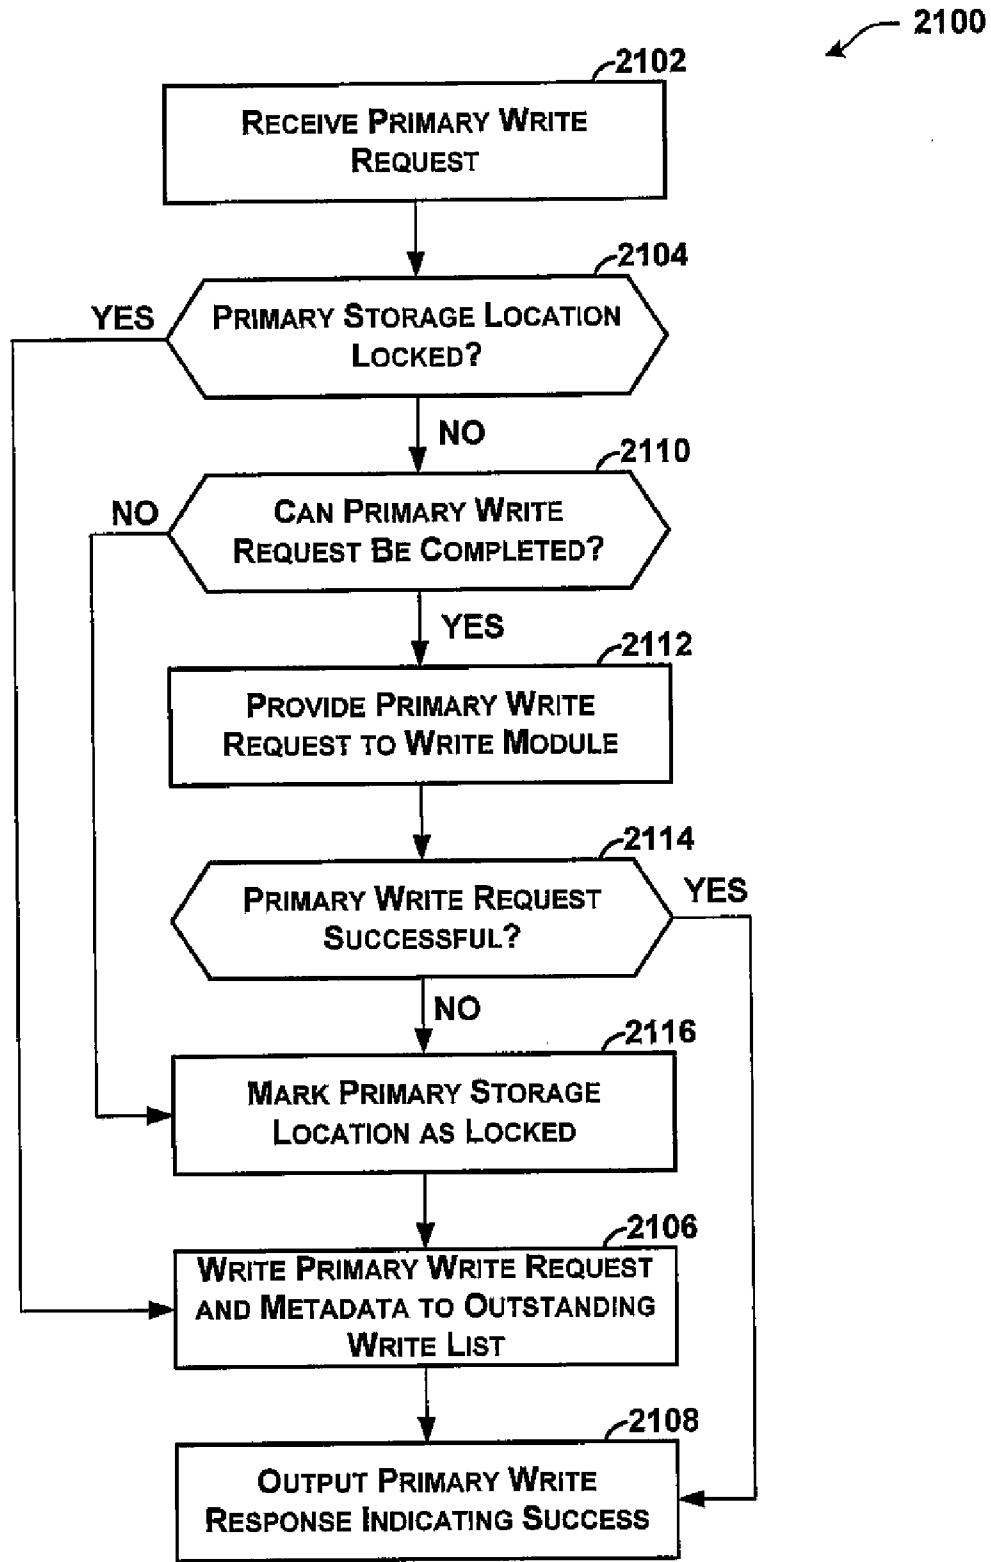 2100
2102
RECEIVE PRIMARY WRITE
REQUEST
2104
YES
PRIMARY STORAGE LOCATION
LOCKED?
NO
2110
NO
CAN PRIMARY WRITE
REQUEST BE COMPLETED?
YES
2112
PROVIDE PRIMARY WRITE
REQUEST TO WRITE MODULE
2114
PRIMARY WRITE REQUEST
SUCCESSFUL?
YES
NO
2116
MARK PRIMARY STORAGE
LOCATION AS LOCKED
2106
WRITE PRIMARY WRITE REQUEST
AND METADATA TO OUTSTANDING
WRITE LIST
2108
OUTPUT PRIMARY WRITE
RESPONSE INDICATING SUCCESS